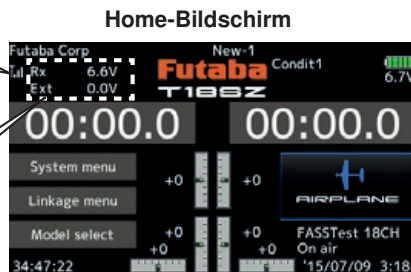 Home-Bildschirm
Futaba Corp
New-1
Rx 6.6V
Ext 0.0V
Futaba
T18SZ
Condit1
6.7V
00:00.0
00:00.0
System menu
Linkage menu
Model select
+0
+0
+0
+0
+0
+0
AIRPLANE
FASSTest 18CH
On air
34:47:22
'15/07/09 3:18